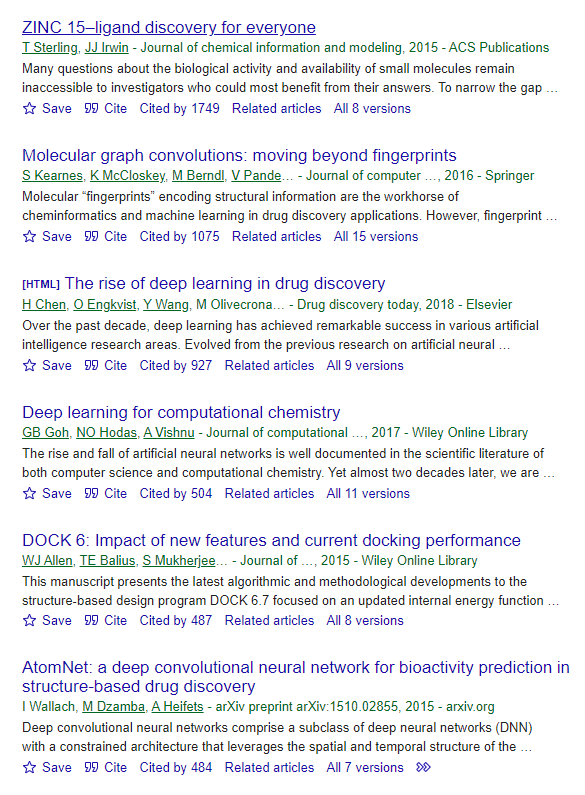 ZINC 15–ligand discovery for everyone
T Sterling, JJ Irwin - Journal of chemical information and modeling, 2015 - ACS Publications
Many questions about the biological activity and availability of small molecules remain
inaccessible to investigators who could most benefit from their answers. To narrow the gap …
Save Cite Cited by 1749 Related articles All 8 versions
Molecular graph convolutions: moving beyond fingerprints
S Kearnes, K McCloskey, M Berndl, V Pande… - Journal of computer …, 2016 - Springer
Molecular “fingerprints” encoding structural information are the workhorse of
cheminformatics and machine learning in drug discovery applications. However, fingerprint …
Save Cite Cited by 1075 Related articles All 15 versions
[HTML] The rise of deep learning in drug discovery
H Chen, O Engkvist, Y Wang, M Olivecrona… - Drug discovery today, 2018 - Elsevier
Over the past decade, deep learning has achieved remarkable success in various artificial
intelligence research areas. Evolved from the previous research on artificial neural …
Save Cite Cited by 927 Related articles All 9 versions
Deep learning for computational chemistry
GB Goh, NO Hodas, A Vishnu - Journal of computational …, 2017 - Wiley Online Library
The rise and fall of artificial neural networks is well documented in the scientific literature of
both computer science and computational chemistry. Yet almost two decades later, we are …
Save Cite Cited by 504 Related articles All 11 versions
DOCK 6: Impact of new features and current docking performance
WJ Allen, TE Balius, S Mukherjee… - Journal of …, 2015 - Wiley Online Library
This manuscript presents the latest algorithmic and methodological developments to the
structure‐based design program DOCK 6.7 focused on an updated internal energy function …
Save Cite Cited by 487 Related articles All 8 versions
AtomNet: a deep convolutional neural network for bioactivity prediction in
structure-based drug discovery
I Wallach, M Dzamba, A Heifets - arXiv preprint arXiv:1510.02855, 2015 - arxiv.org
Deep convolutional neural networks comprise a subclass of deep neural networks (DNN)
with a constrained architecture that leverages the spatial and temporal structure of the …
Save Cite Cited by 484 Related articles All 7 versions